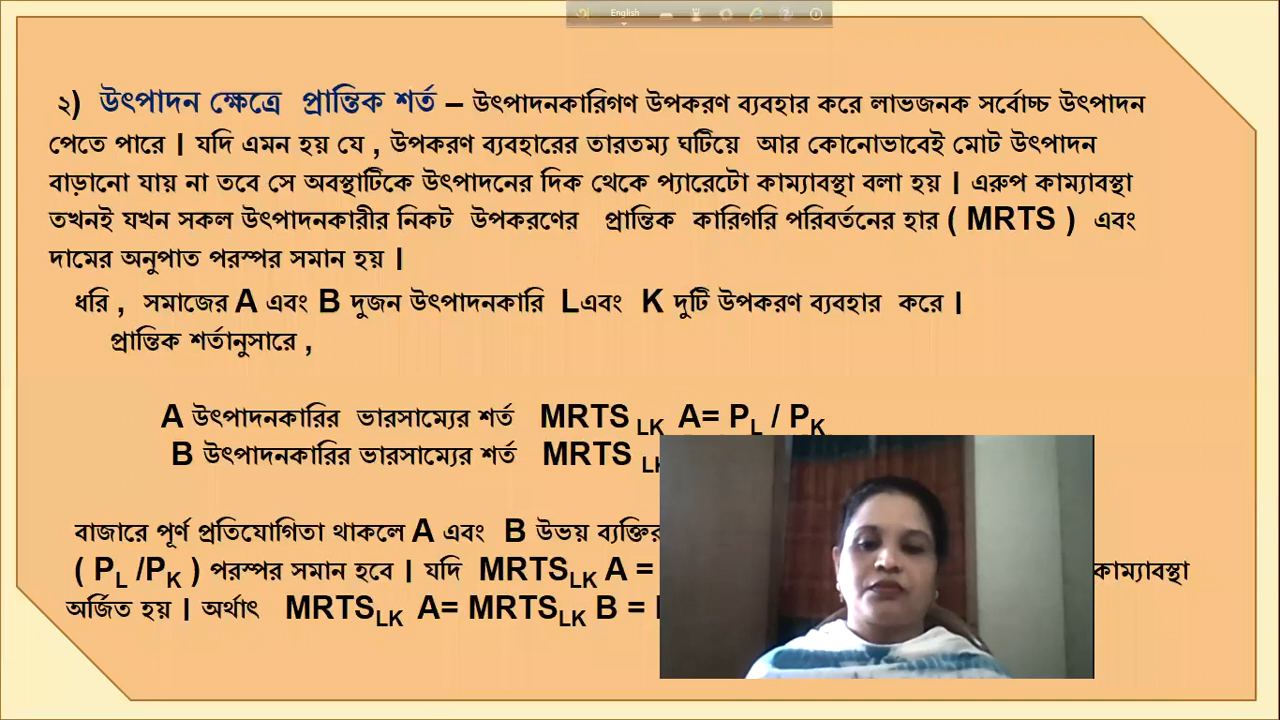 English
২) উৎপাদন ক্ষেত্রে প্রান্তিক শর্ত – উৎপাদনকারিগণ উপকরণ ব্যবহার করে লাভজনক সর্বোচ্চ উৎপাদন
পেতে পারে । যদি এমন হয় যে , উপকরণ ব্যবহারের তারতম্য ঘটিয়ে আর কোনোভাবেই মোট উৎপাদন
বাড়ানো যায় না তবে সে অবস্থাটিকে উৎপাদনের দিক থেকে প্যারেটো কাম্যাবস্থা বলা হয় । এরুপ কাম্যাবস্থা
তখনই যখন সকল উৎপাদনকারীর নিকট উপকরণের প্রান্তিক কারিগরি পরিবর্তনের হার ( MRTS ) এবং
দামের অনুপাত পরস্পর সমান হয় ।
ধরি , সমাজের A এবং B দুজন উৎপাদনকারি L এবং K দুটি উপকরণ ব্যবহার করে ।
প্রান্তিক শর্তানুসারে ,
A উৎপাদনকারির ভারসাম্যের শর্ত MRTS LK A= PL / PK
B উৎপাদনকারির ভারসাম্যের শর্ত MRTS
বাজারে পূর্ণ প্রতিযোগিতা থাকলে A এবং B উভয়
( PL /PK ) পরস্পর সমান হবে । যদি MRTSLK A = কাম্যাবস্থা
অর্জিত হয় । অর্থাৎ MRTSLK A= MRTSLK B =